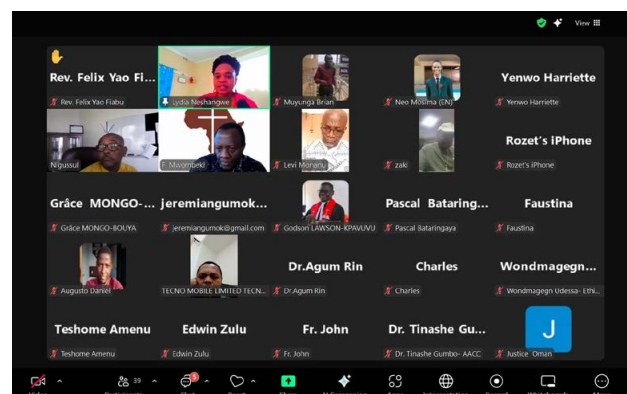 View
Rev. Felix Yao Fi...
Rev. Felix Yao Fiabu
Lydia Neshangwe
Muyunga Brian
Neo Mosima (EN)
Yenwo Harriette
Yenwo Harriette
Nigussul
F. Mwombeki
Levi Mononu
zaki
Rozet's iPhone
Rozet's iPhone
Grâce MONGO-...
Grâce MONGO-BOUYA
jeremiangumok...
jeremiangumok@gmail.com
Godson LAWSON-KPAVUVU
Pascal Bataring...
Pascal Bataringaya
Faustina
Faustina
Augusto Daniel
TECNO MOBILE LIMITED TECN...
Dr.Agum Rin
Dr.Agum Rin
Charles
Charles
Wondmagegn...
Wondmagegn Udessa- Ethi...
Teshome Amenu
Teshome Amenu
Edwin Zulu
Edwin Zulu
Fr. John
Fr. John
Dr. Tinashe Gu...
Dr. Tinashe Gumbo- AACC
J
Justice Oman
39